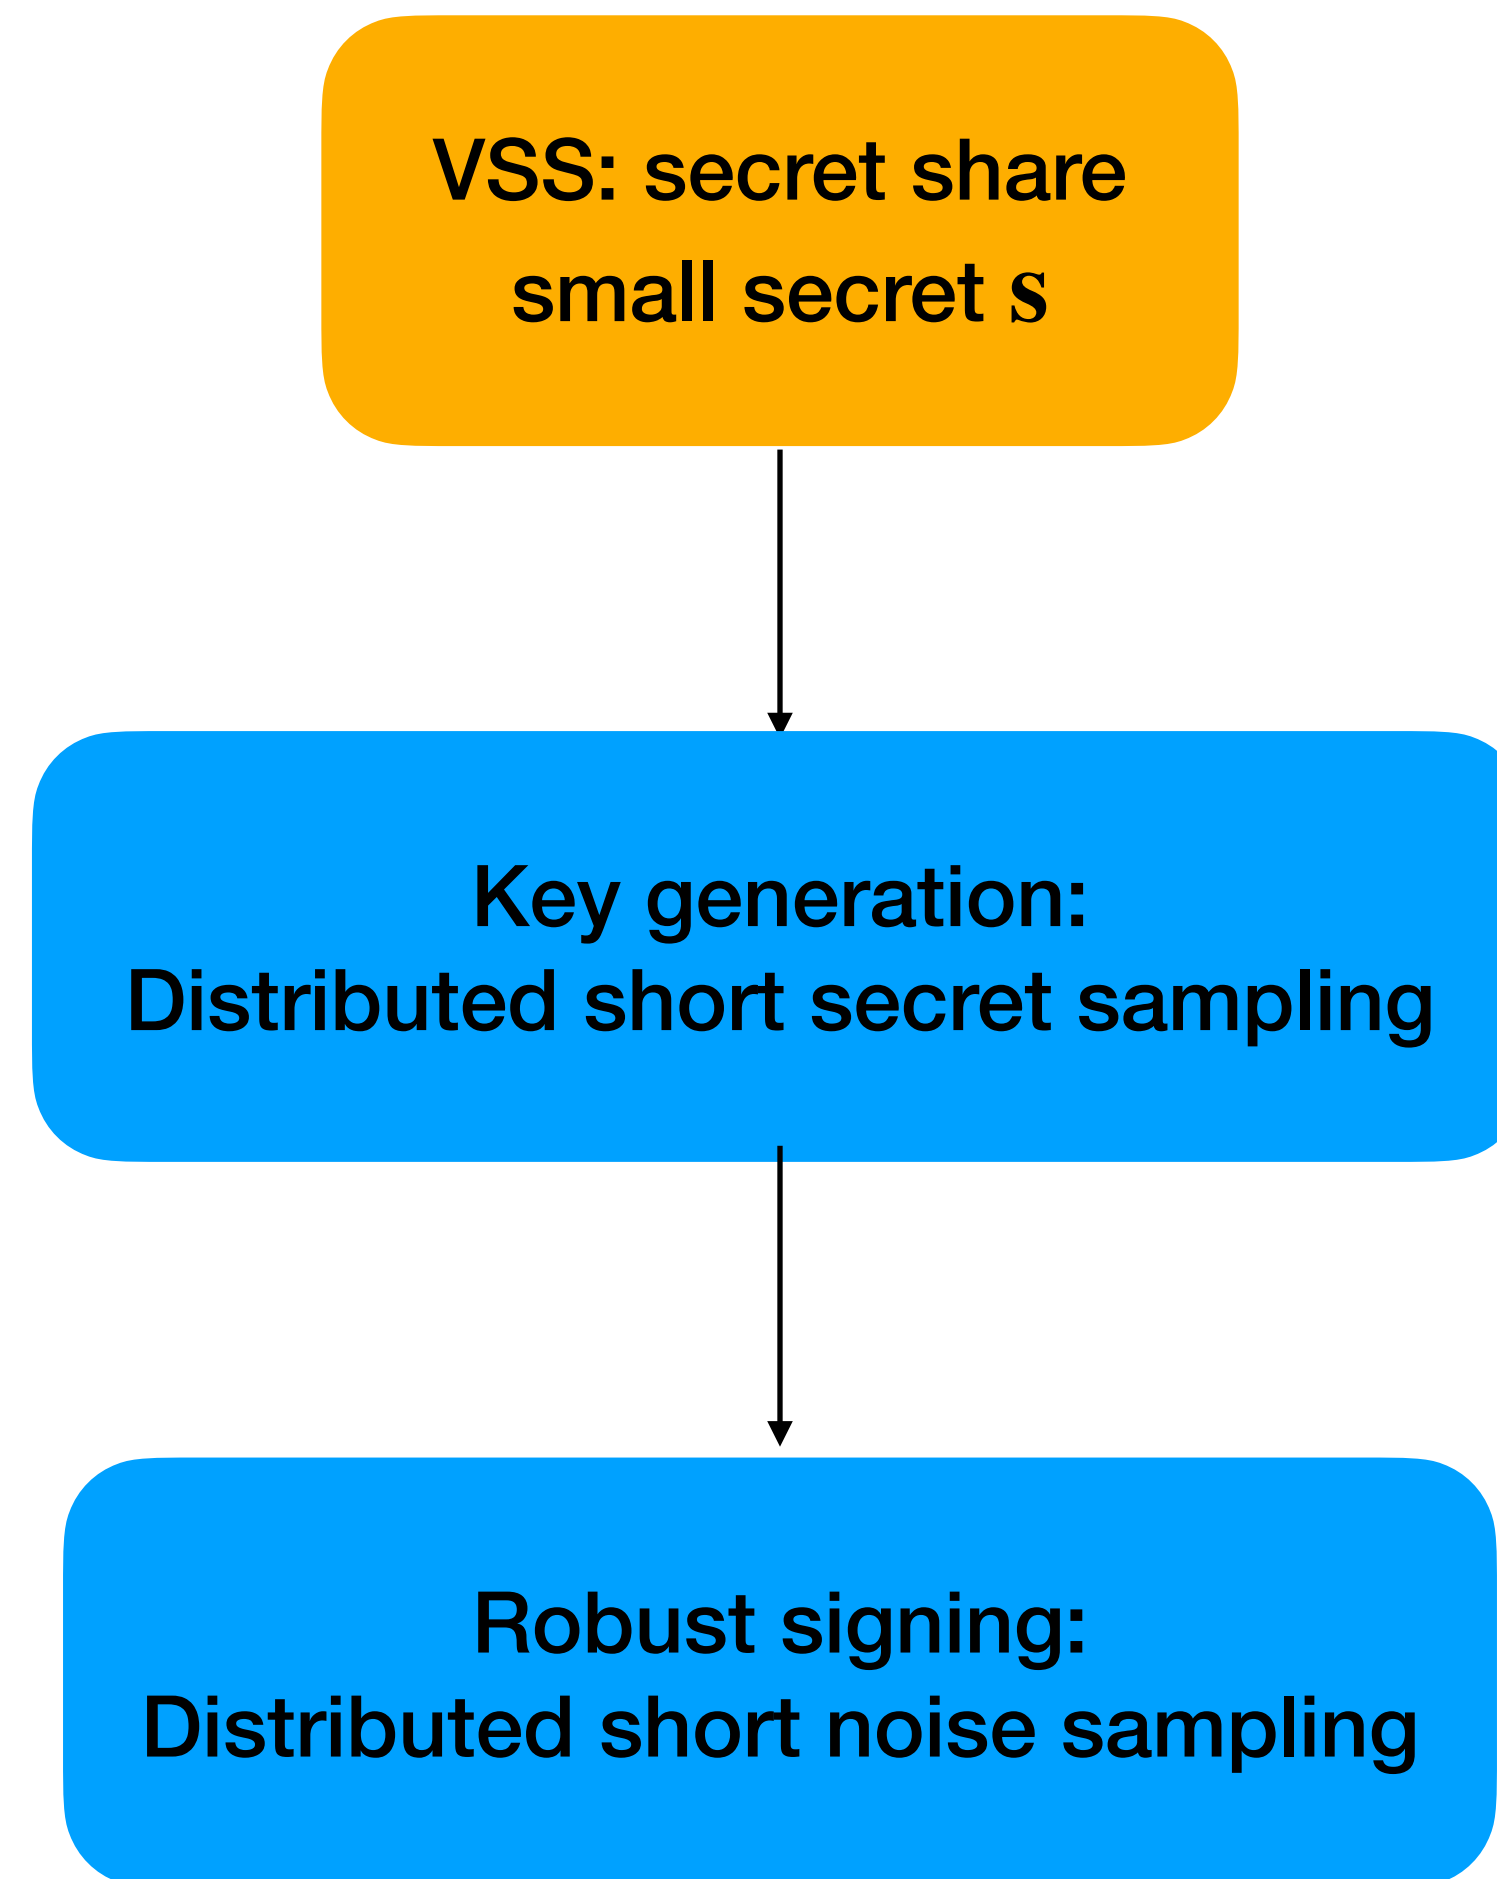 VSS: secret share
small secret s
Key generation:
Distributed short secret sampling
Robust signing:
Distributed short noise sampling